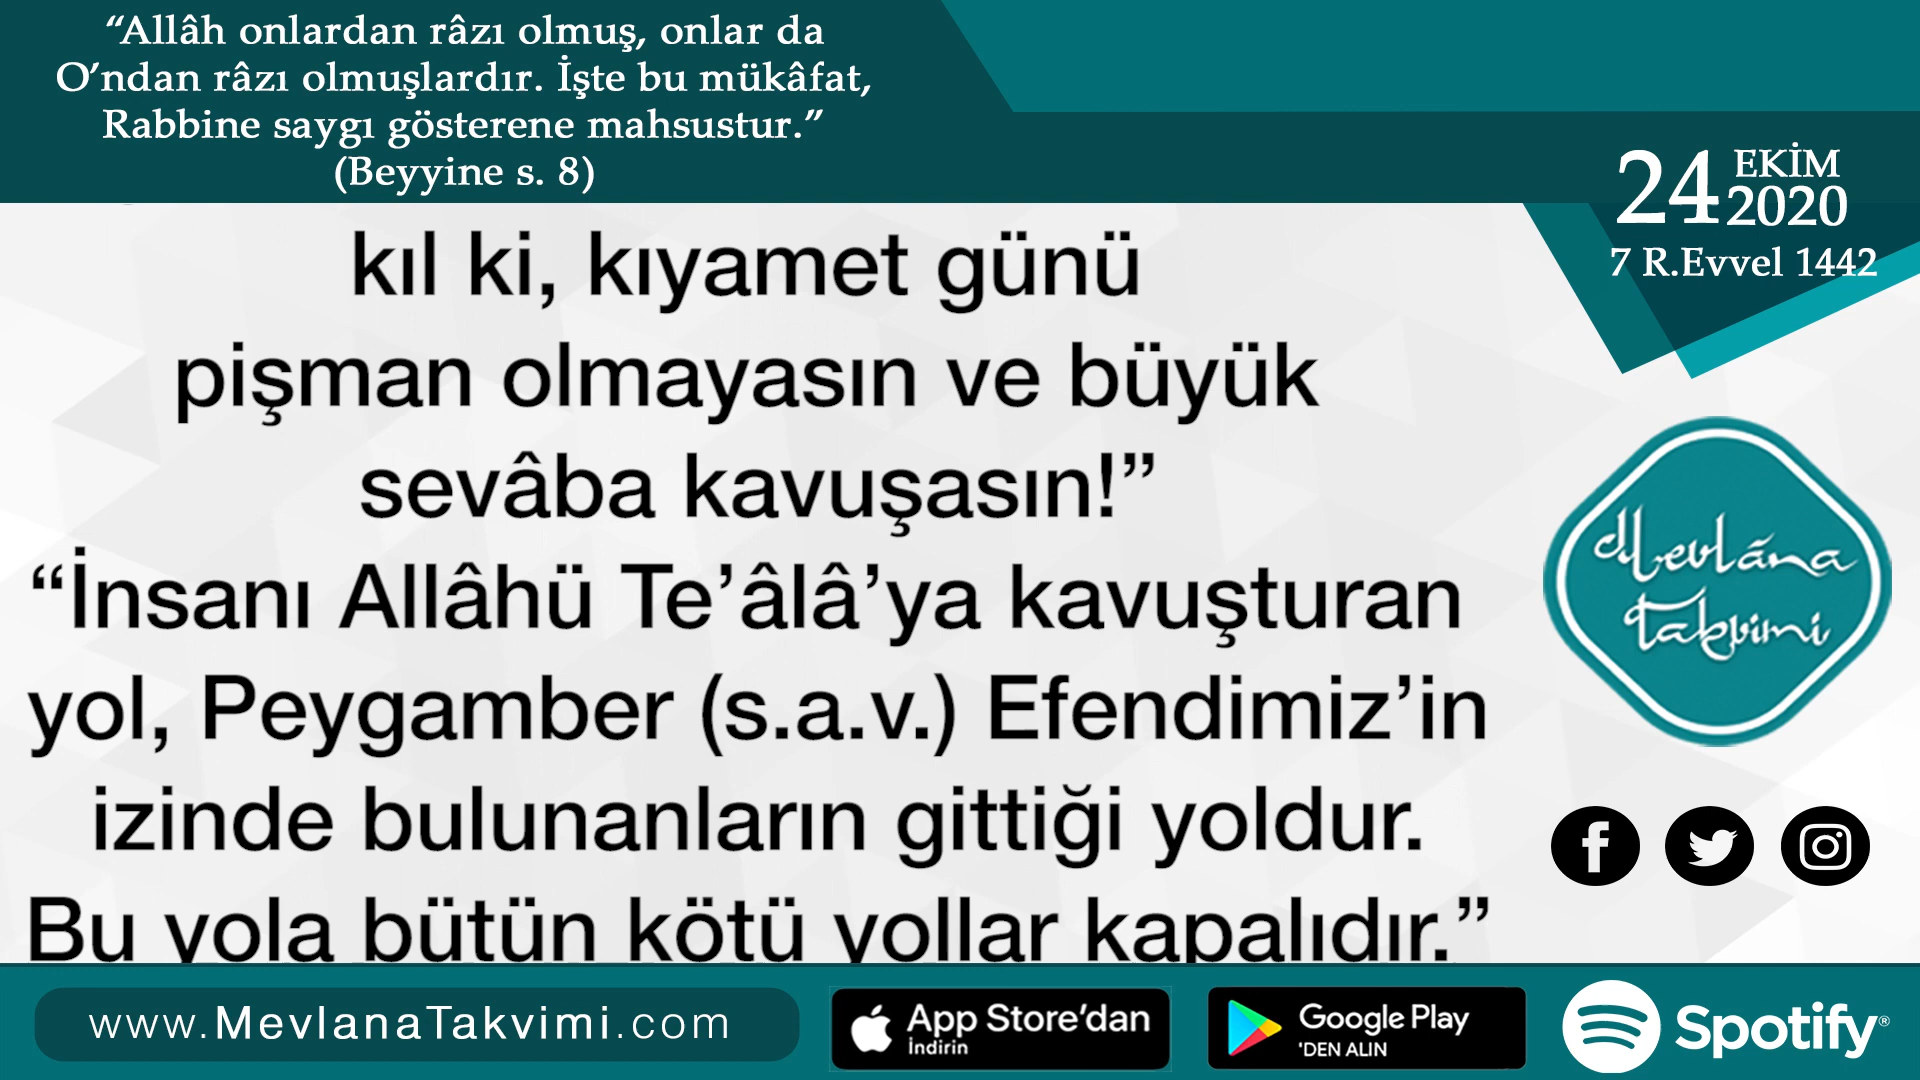 “Allâh onlardan râzı olmuş, onlar da
O’ndan râzı olmuşlardır. İşte bu mükâfat,
Rabbine saygı gösterene mahsustur.”
(Beyyine s. 8)
24 EKİM 2020
7 R.Evvel 1442
kıl ki, kıyamet günü
pişman olmayasın ve büyük
sevâba kavuşasın!”
“İnsanı Allâhü Te’âlâ’ya kavuşturan
yol, Peygamber (s.a.v.) Efendimiz’in
izinde bulunanların gittiği yoldur.
Bu yola bütün kötü yollar kapalıdır.”
Mevlâna
Takvimi
www.MevlanaTakvimi.com
App Store’dan
İndirin
Google Play
'DEN ALIN
Spotify®